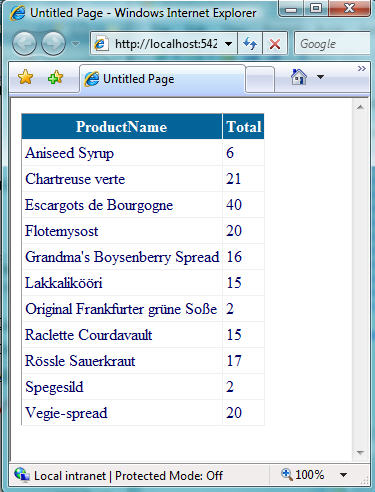 Untitled Page - Windows Internet Explorer
http://localhost:542
Google
Untitled Page
ProductName Total
Aniseed Syrup 6
Chartreuse verte 21
Escargots de Bourgogne 40
Flotemysost 20
Grandma's Boysenberry Spread 16
Lakkalikööri 15
Original Frankfurter grüne Soße 2
Raclette Courdavault 15
Rössle Sauerkraut 17
Spegesild 2
Vegie-spread 20
Local intranet | Protected Mode: Off 100%